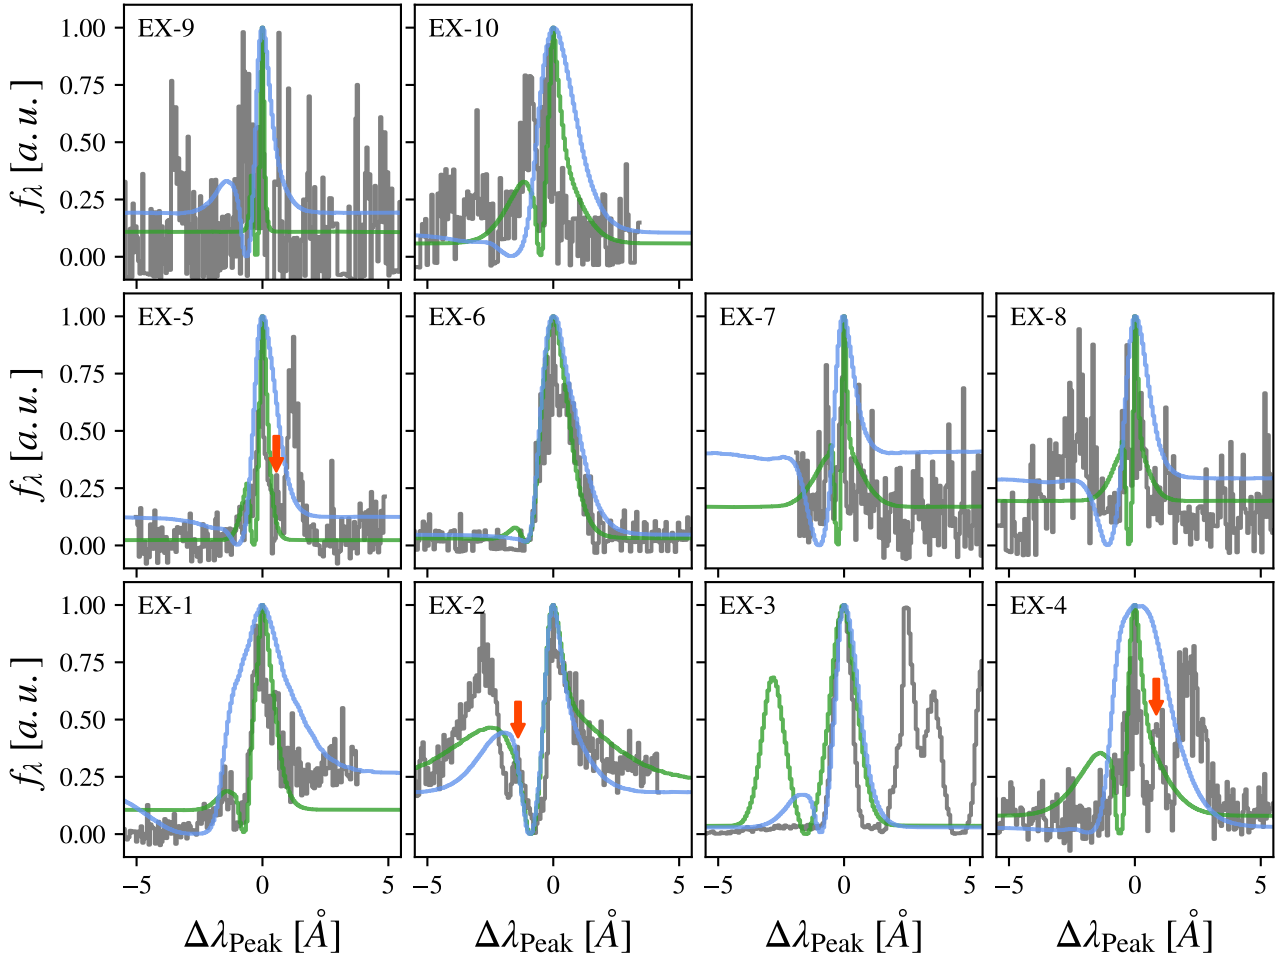 EX-9
EX-10
1.00
0.75
0.50
0.25
0.00
f_λ [a.u.]
EX-5
EX-6
EX-7
EX-8
1.00
0.75
0.50
0.25
0.00
f_λ [a.u.]
EX-1
EX-2
EX-3
EX-4
1.00
0.75
0.50
0.25
0.00
f_λ [a.u.]
−5 0 5
−5 0 5
−5 0 5
−5 0 5
Δλ_Peak [Å]
Δλ_Peak [Å]
Δλ_Peak [Å]
Δλ_Peak [Å]